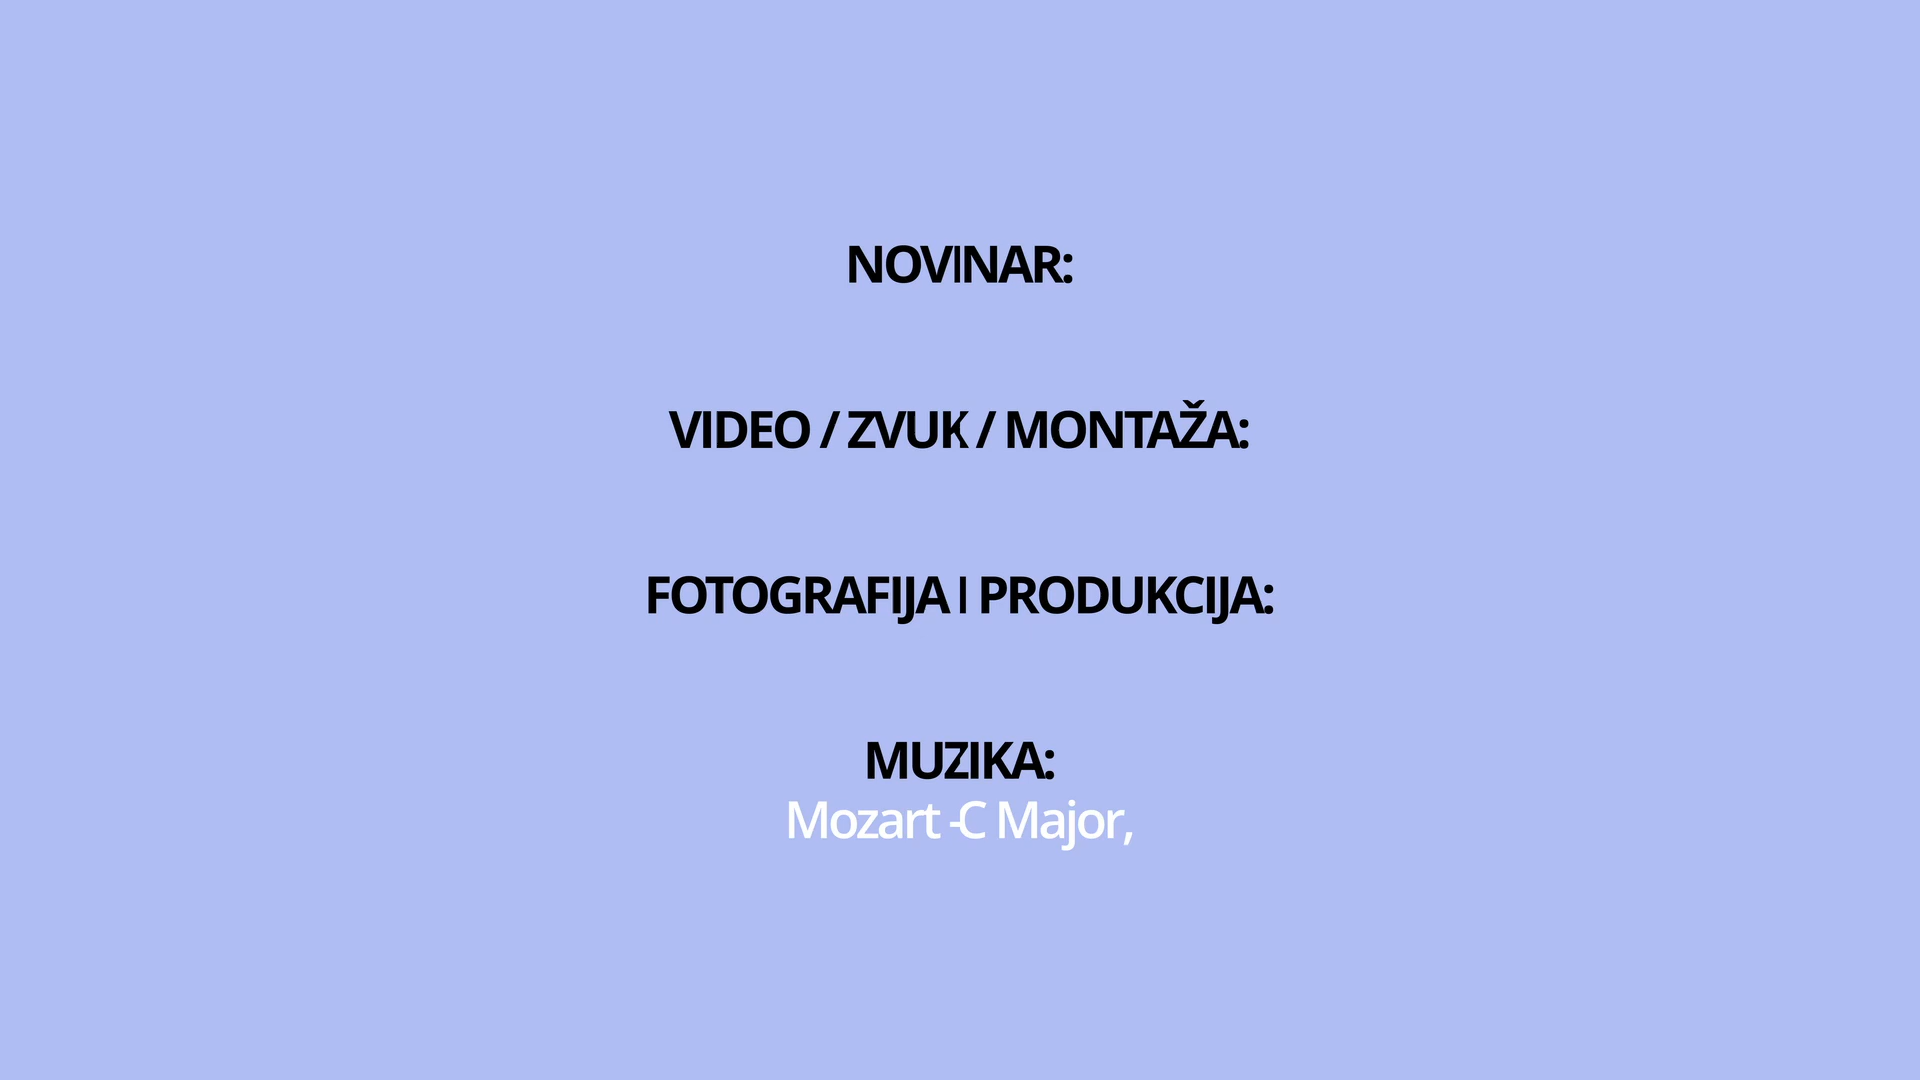 NOVINAR:
VIDEO / ZVUK / MONTAŽA:
FOTOGRAFIJA I PRODUKCIJA:
MUZIKA:
Mozart -C Major,